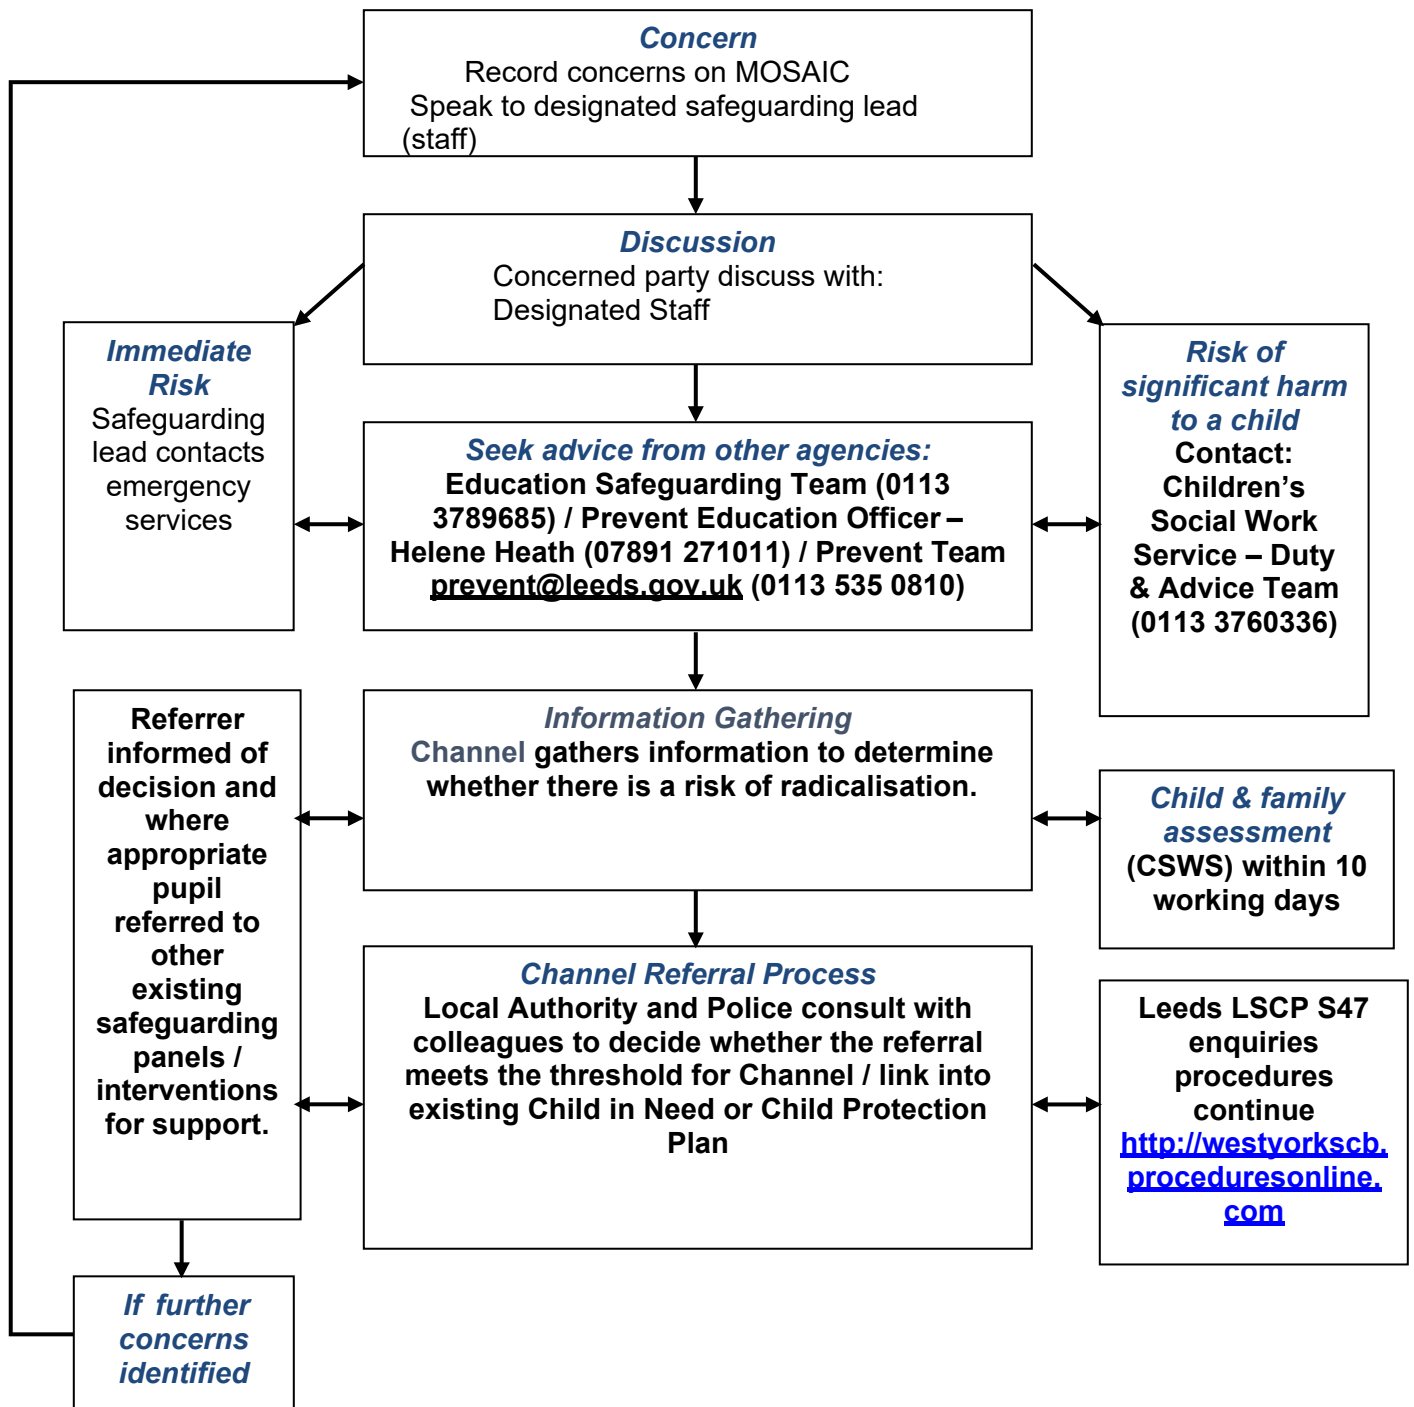 Concern
Record concerns on MOSAIC
Speak to designated safeguarding lead
(staff)
Discussion
Concerned party discuss with:
Designated Staff
Immediate
Risk
Safeguarding
lead contacts
emergency
services
Seek advice from other agencies:
Education Safeguarding Team (0113
3789685) / Prevent Education Officer –
Helene Heath (07891 271011) / Prevent Team
prevent@leeds.gov.uk (0113 535 0810)
Risk of
significant harm
to a child
Contact:
Children's
Social Work
Service – Duty
& Advice Team
(0113 3760336)
Referrer
informed of
decision and
where
appropriate
pupil
referred to
other
existing
safeguarding
panels /
interventions
for support.
Information Gathering
Channel gathers information to determine
whether there is a risk of radicalisation.
Child & family
assessment
(CSWS) within 10
working days
Channel Referral Process
Local Authority and Police consult with
colleagues to decide whether the referral
meets the threshold for Channel / link into
existing Child in Need or Child Protection
Plan
Leeds LSCP S47
enquiries
procedures
continue
http://westyorkscb.
proceduresonline.
com
If further
concerns
identified